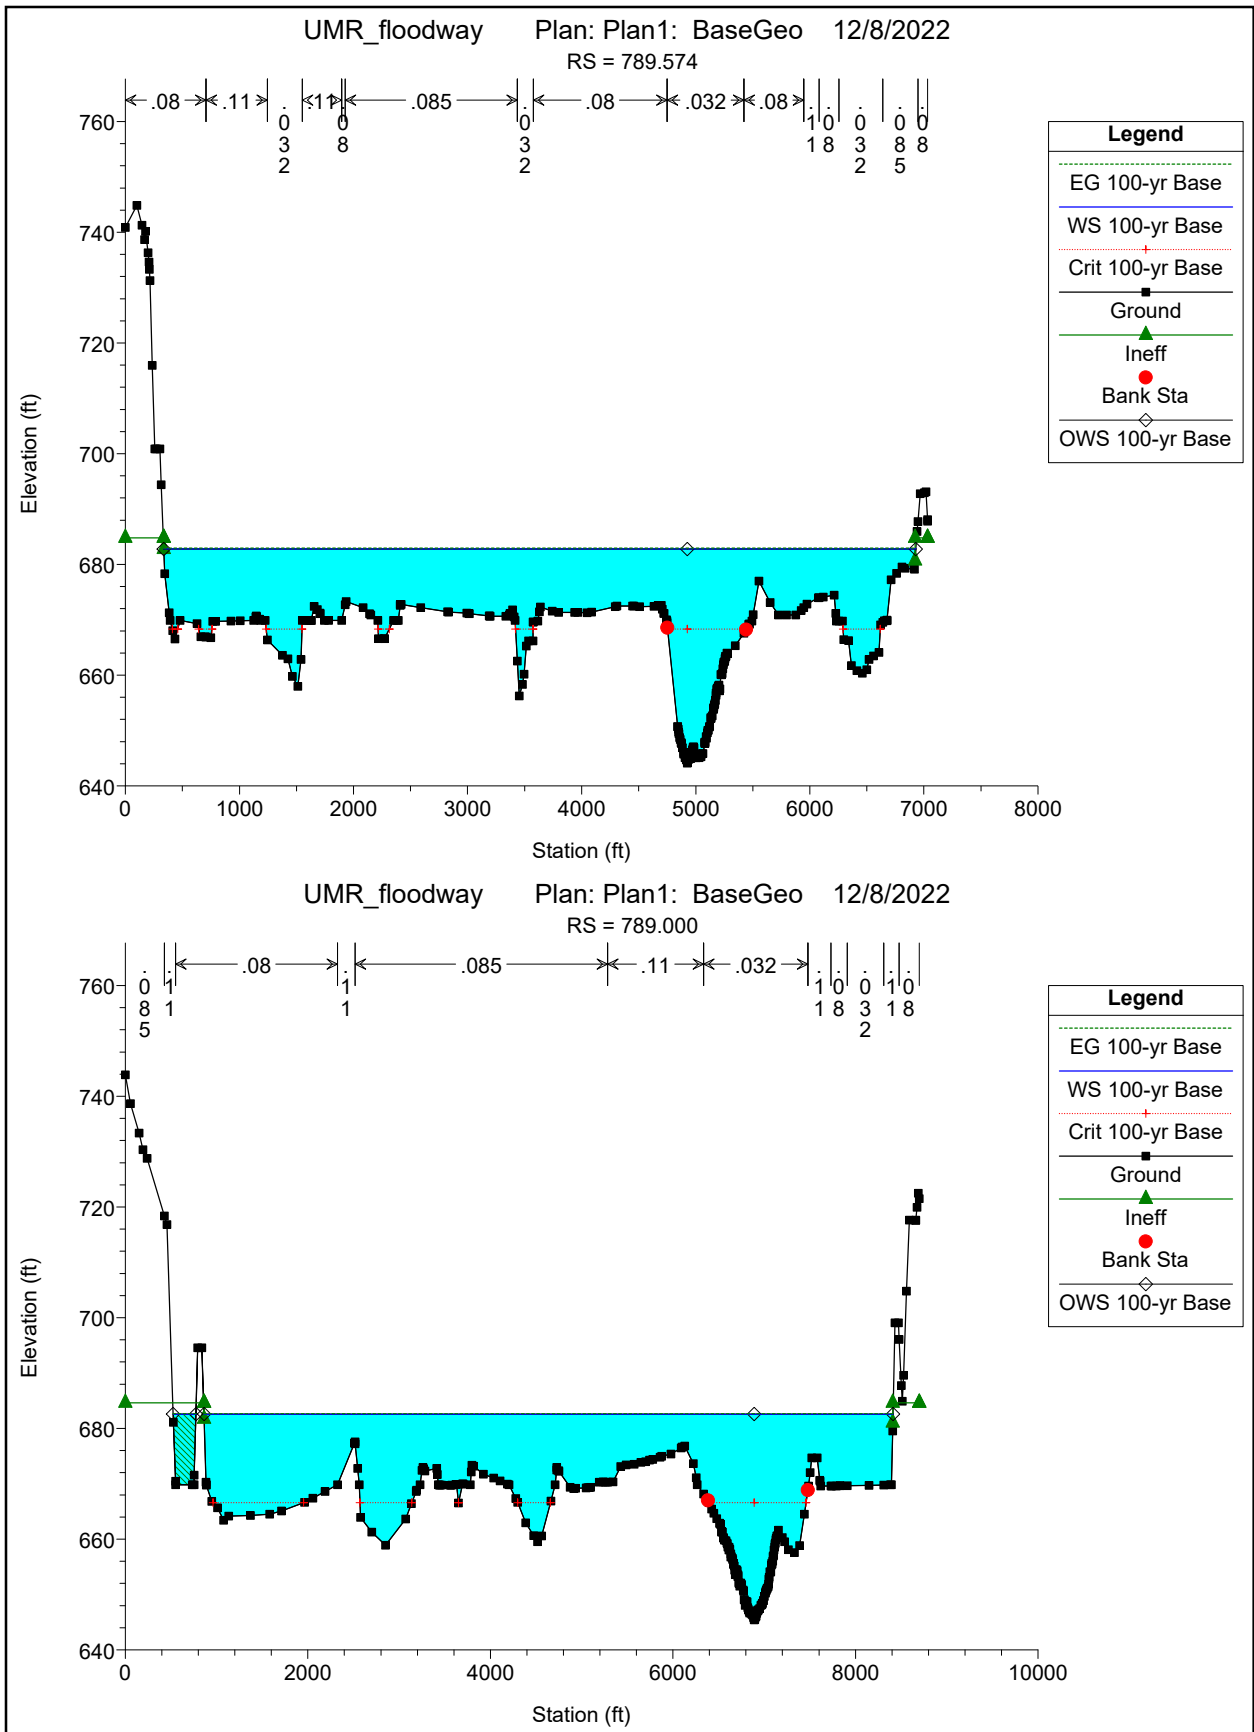 UMR_floodway Plan: Plan1: BaseGeo 12/8/2022
RS = 789.574
.08 .11 .032 .11 .08 .085 .032 .08 .032 .08 .11 .08 .032 .085 .08
Legend
EG 100-yr Base
WS 100-yr Base
Crit 100-yr Base
Ground
Ineff
Bank Sta
OWS 100-yr Base
760
740
720
700
680
660
640
Elevation (ft)
0 1000 2000 3000 4000 5000 6000 7000 8000
Station (ft)
UMR_floodway Plan: Plan1: BaseGeo 12/8/2022
RS = 789.000
.085 .11 .08 .11 .085 .11 .032 .11 .08 .032 .11 .08
Legend
EG 100-yr Base
WS 100-yr Base
Crit 100-yr Base
Ground
Ineff
Bank Sta
OWS 100-yr Base
760
740
720
700
680
660
640
Elevation (ft)
0 2000 4000 6000 8000 10000
Station (ft)